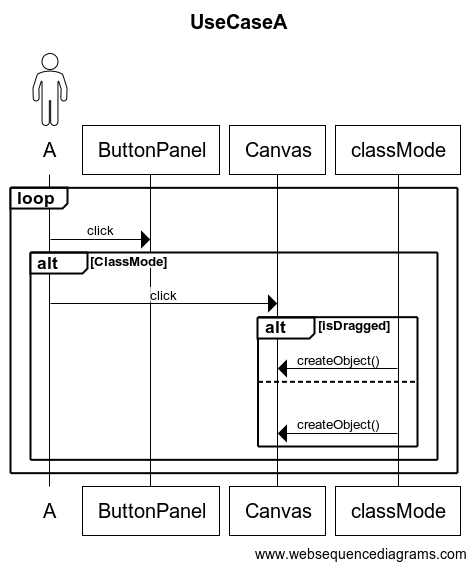 UseCaseA
A ButtonPanel Canvas classMode
loop
click
alt [ClassMode]
click
alt [isDragged]
createObject()
createObject()
A ButtonPanel Canvas classMode
www.websequencediagrams.com